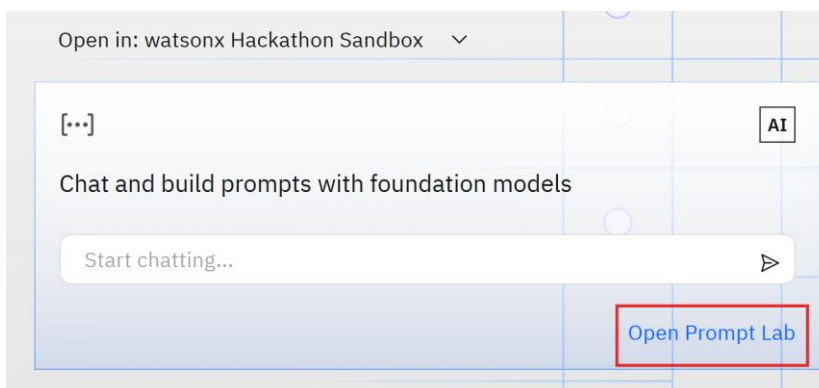 Open in: watsonx Hackathon Sandbox
[...]
AI
Chat and build prompts with foundation models
Start chatting...
Open Prompt Lab